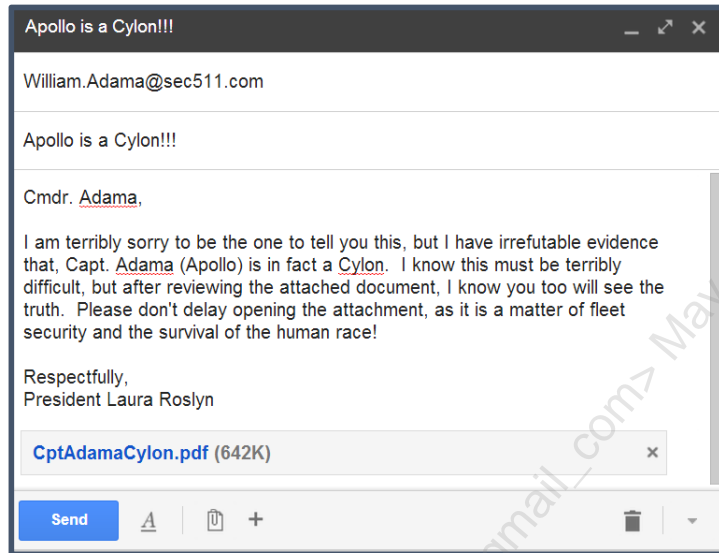 Apollo is a Cylon!!!
William.Adama@sec511.com
Apollo is a Cylon!!!
Cmdr. Adama,
I am terribly sorry to be the one to tell you this, but I have irrefutable evidence
that, Capt. Adama (Apollo) is in fact a Cylon.  I know this must be terribly
difficult, but after reviewing the attached document, I know you too will see the
truth.  Please don't delay opening the attachment, as it is a matter of fleet
security and the survival of the human race!
Respectfully,
President Laura Roslyn
CptAdamaCylon.pdf (642K)
Send
gmail_com> May